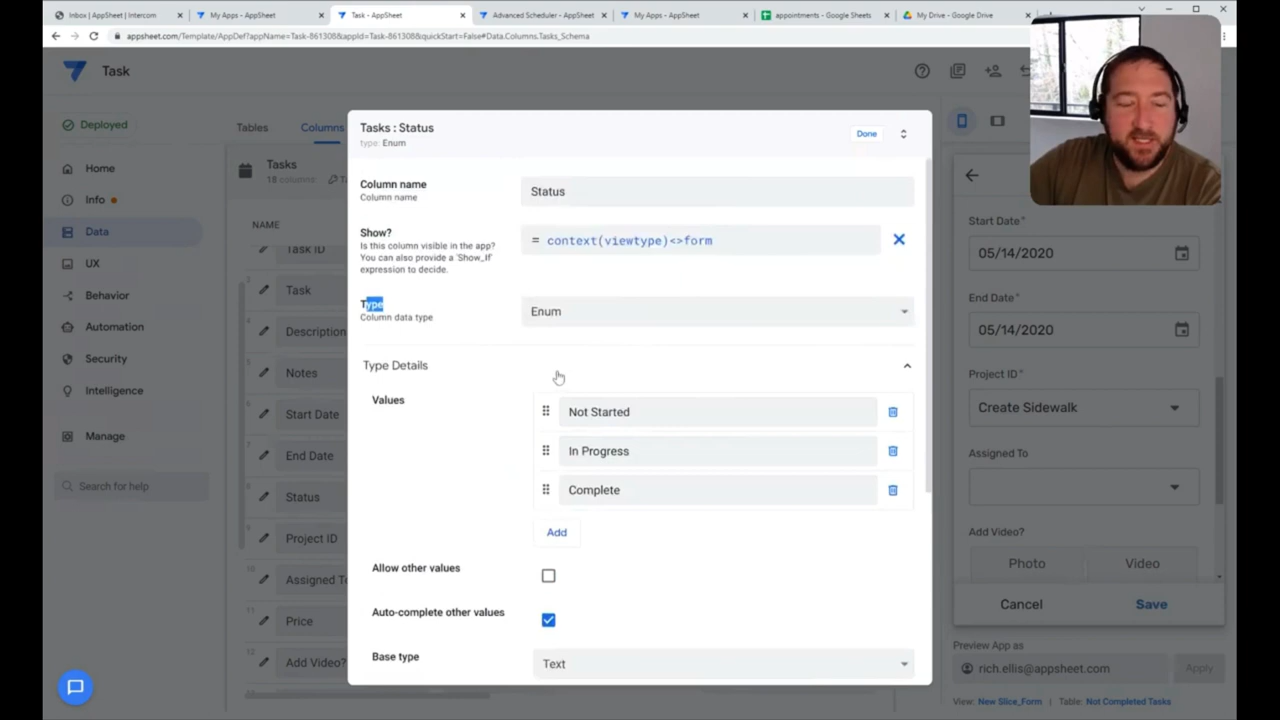 Inbox | AppSheet | Intercom
My Apps - AppSheet
Task - AppSheet
Advanced Scheduler - AppSheet
My Apps - AppSheet
appointments - Google Sheets
My Drive - Google Drive
appsheet.com/Template/AppDef?appName=Task-861308&appId=Task-861308&quickStart=False#Data.Columns.Tasks_Schema
Task
Deployed
Home
Info
Data
UX
Behavior
Automation
Security
Intelligence
Manage
Search for help
Tables
Columns
Tasks
18 columns
NAME
Task ID
Task
Description
Notes
Start Date
End Date
Status
Project ID
Assigned To
Price
Add Video?
Tasks : Status
type: Enum
Done
Column name
Column name
Status
Show?
Is this column visible in the app?
You can also provide a 'Show_If'
expression to decide.
= context(viewtype)<>form
Type
Column data type
Enum
Type Details
Values
Not Started
In Progress
Complete
Add
Allow other values
Auto-complete other values
Base type
Text
Start Date*
05/14/2020
End Date*
05/14/2020
Project ID*
Create Sidewalk
Assigned To
Add Video?
Photo
Video
Cancel
Save
Preview App as
rich.ellis@appsheet.com
Apply
View: New Slice_Form | Table: Not Completed Tasks